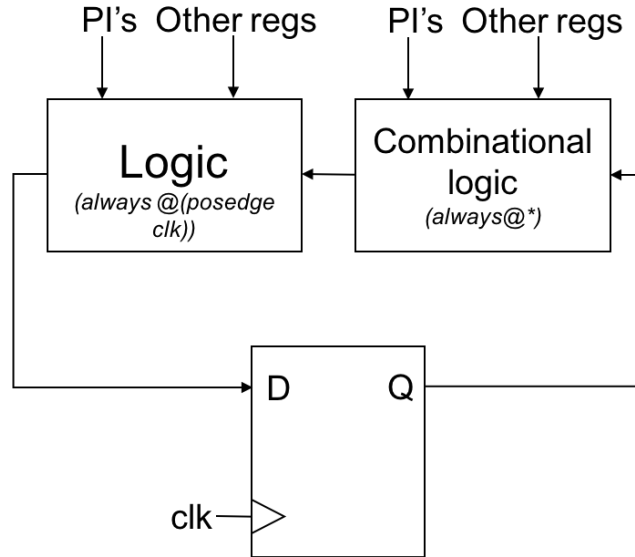 PI's Other regs
PI's Other regs
Logic
(always @(posedge
clk))
Combinational
logic
(always@*)
D
Q
clk